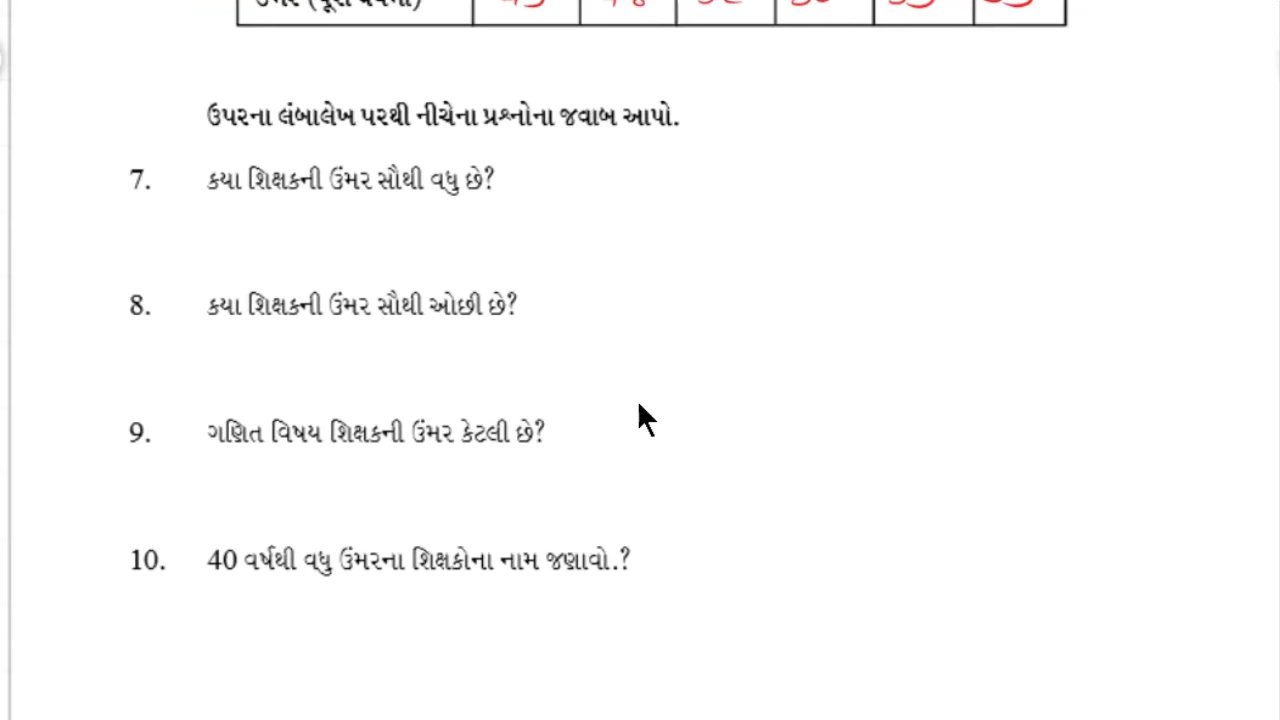 ઉપરના લંબાલેખ પરથી નીચેના પ્રશ્નોના જવાબ આપો.
7. કયા શિક્ષકની ઉંમર સૌથી વધુ છે?
8. કયા શિક્ષકની ઉંમર સૌથી ઓછી છે?
9. ગણિત વિષય શિક્ષકની ઉંમર કેટલી છે?
10. 40 વર્ષથી વધુ ઉંમરના શિક્ષકોના નામ જણાવો.?